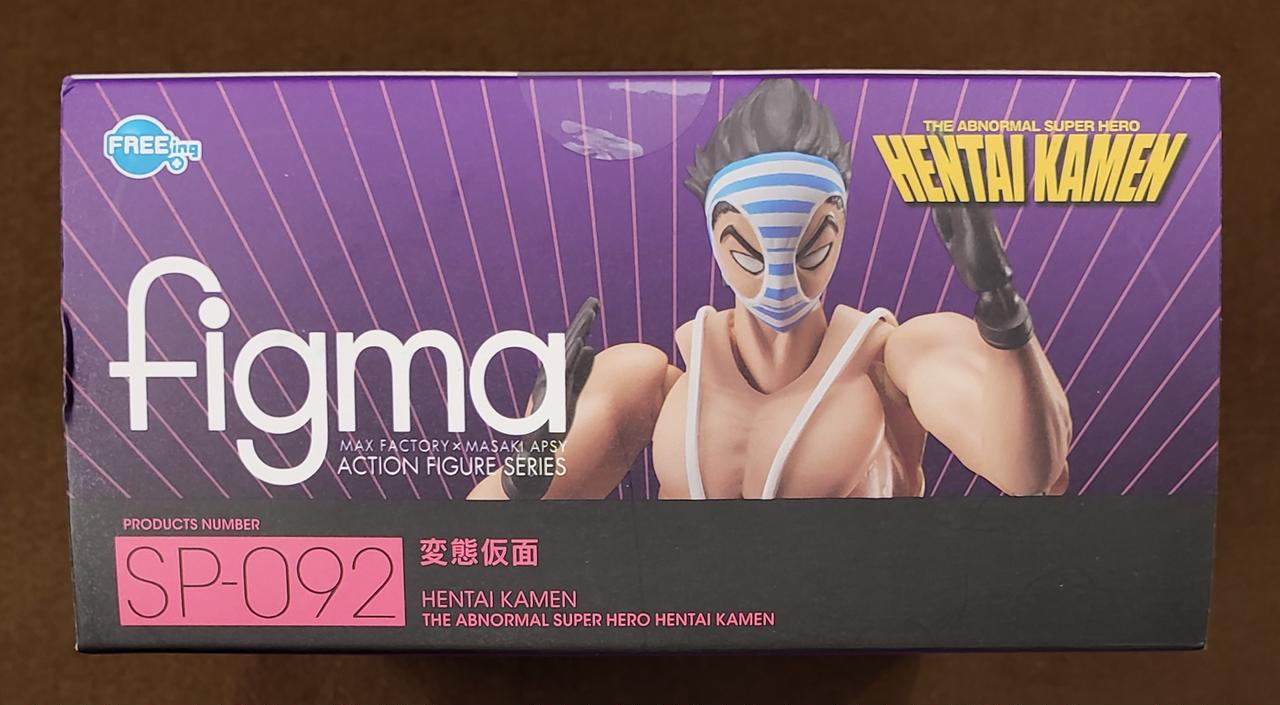 FREEing
THE ABNORMAL SUPER HERO
HENTAI KAMEN
figma
MAX FACTORY × MASAKI APSY
ACTION FIGURE SERIES
PRODUCTS NUMBER
SP-092
変態仮面
HENTAI KAMEN
THE ABNORMAL SUPER HERO HENTAI KAMEN